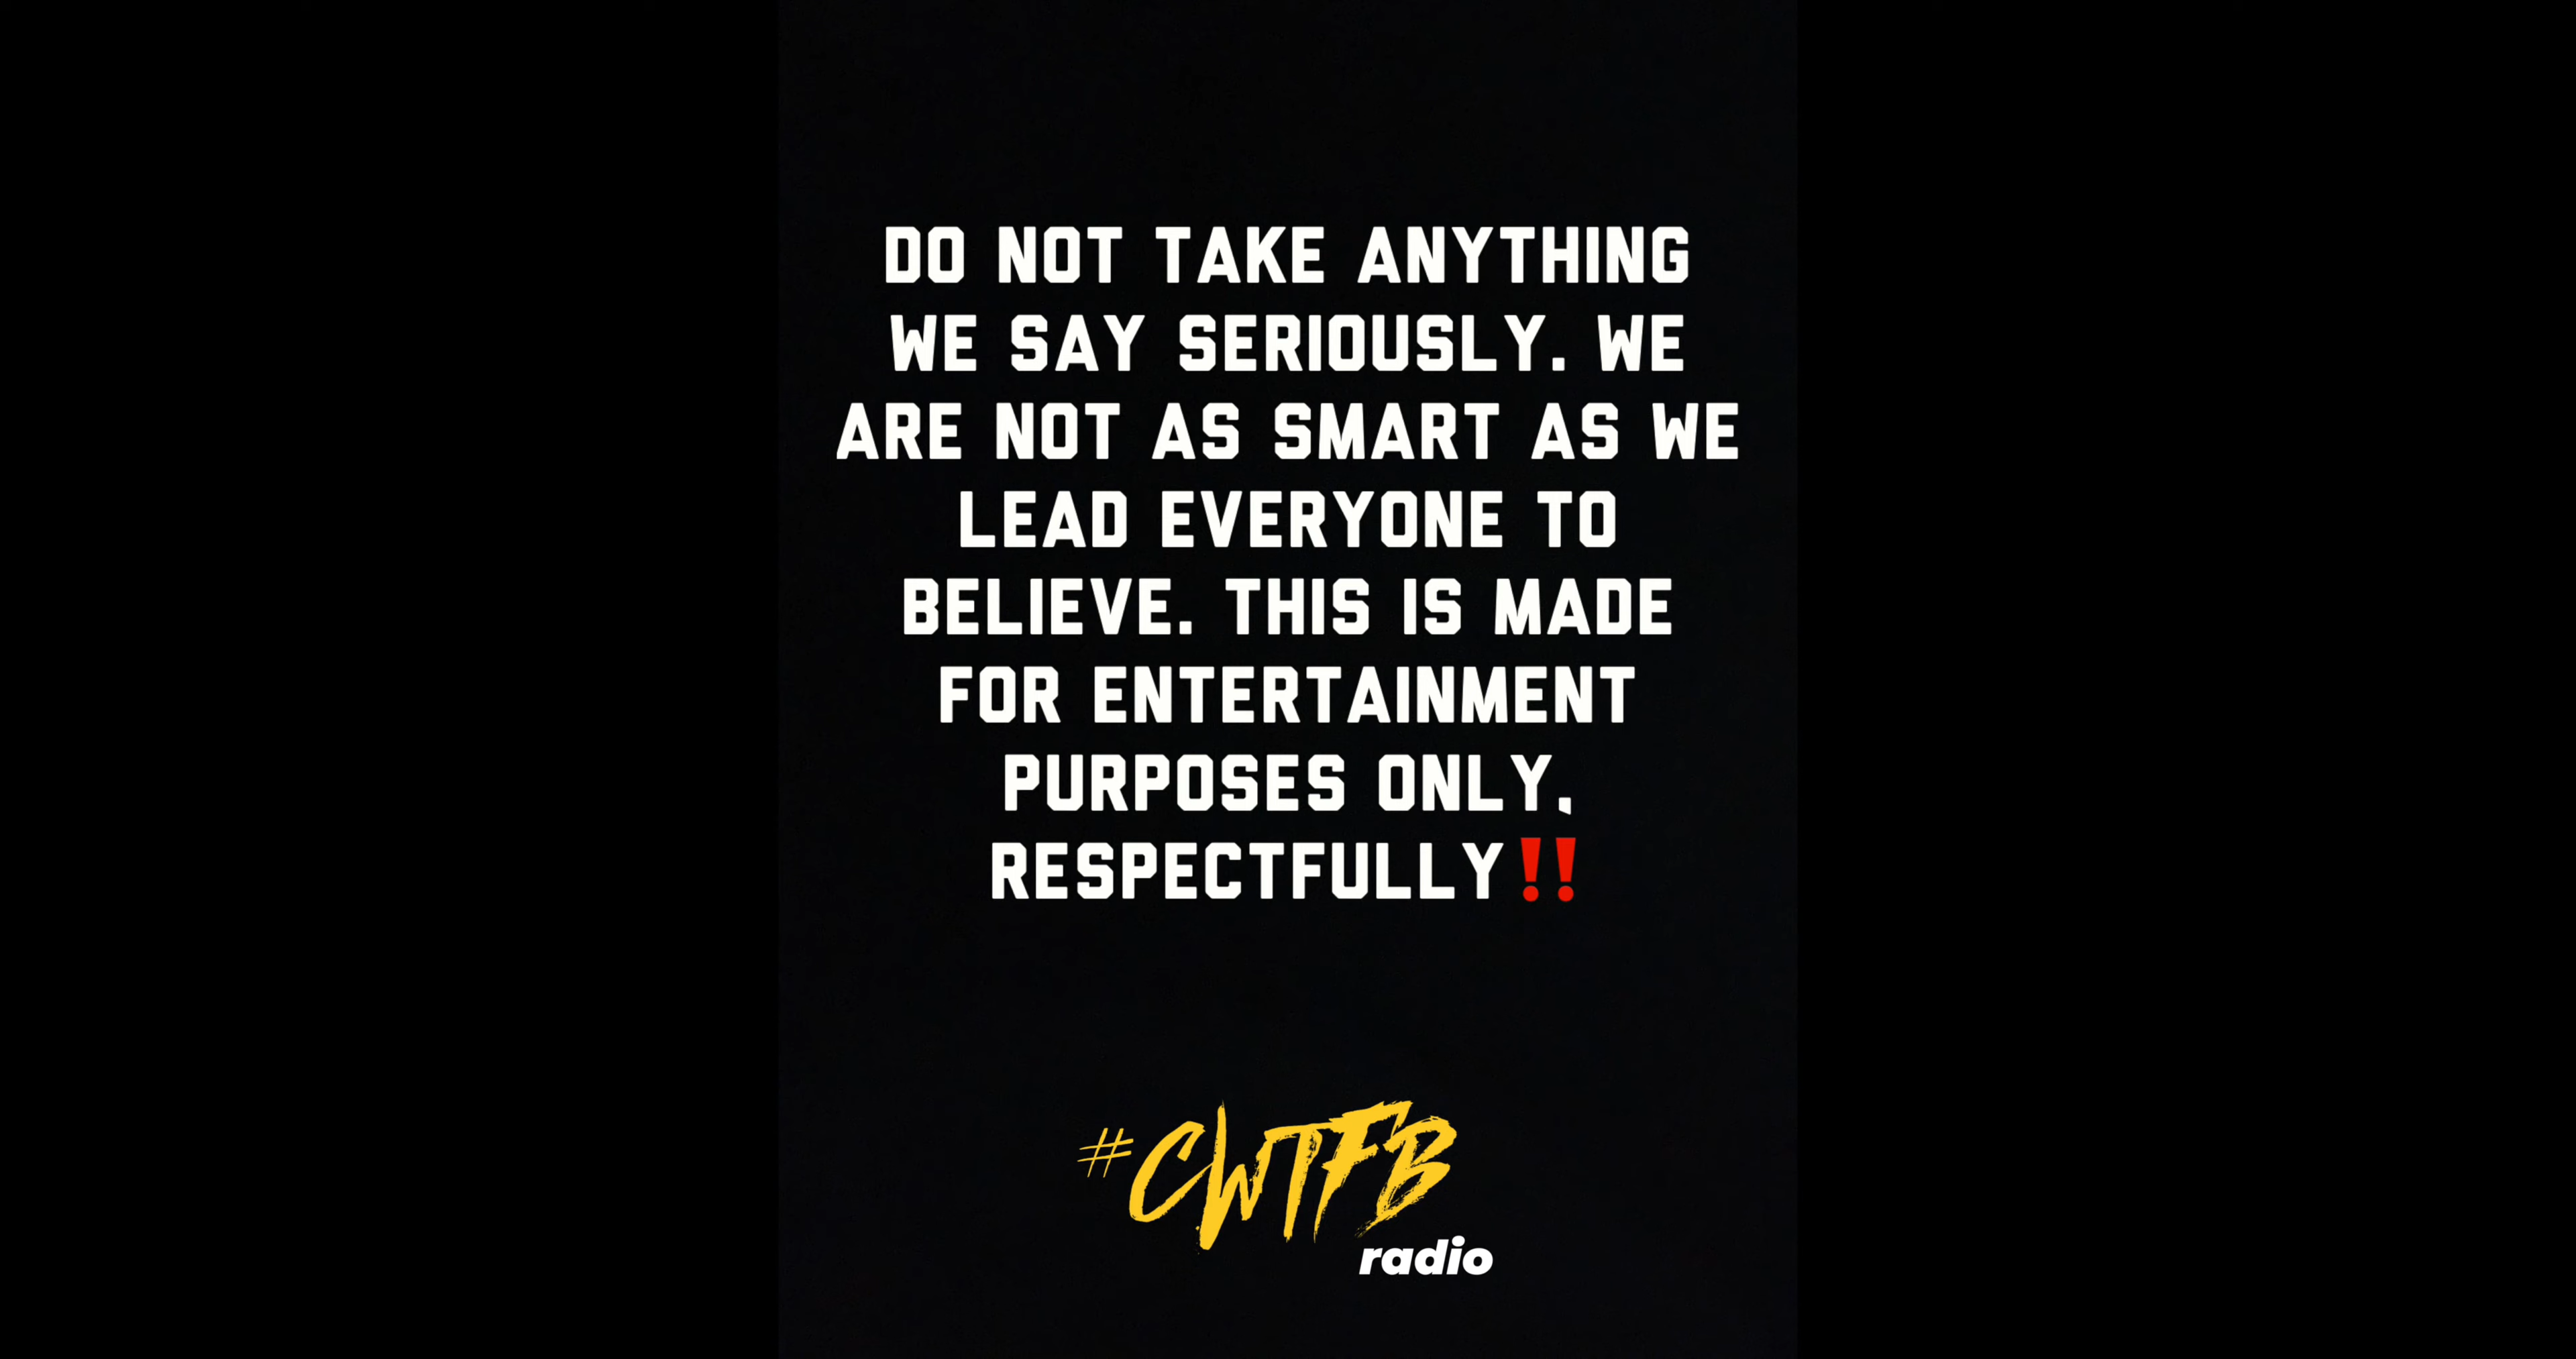 DO NOT TAKE ANYTHING
WE SAY SERIOUSLY. WE
ARE NOT AS SMART AS WE
LEAD EVERYONE TO
BELIEVE. THIS IS MADE
FOR ENTERTAINMENT
PURPOSES ONLY,
RESPECTFULLY‼️
#CWTFB
radio